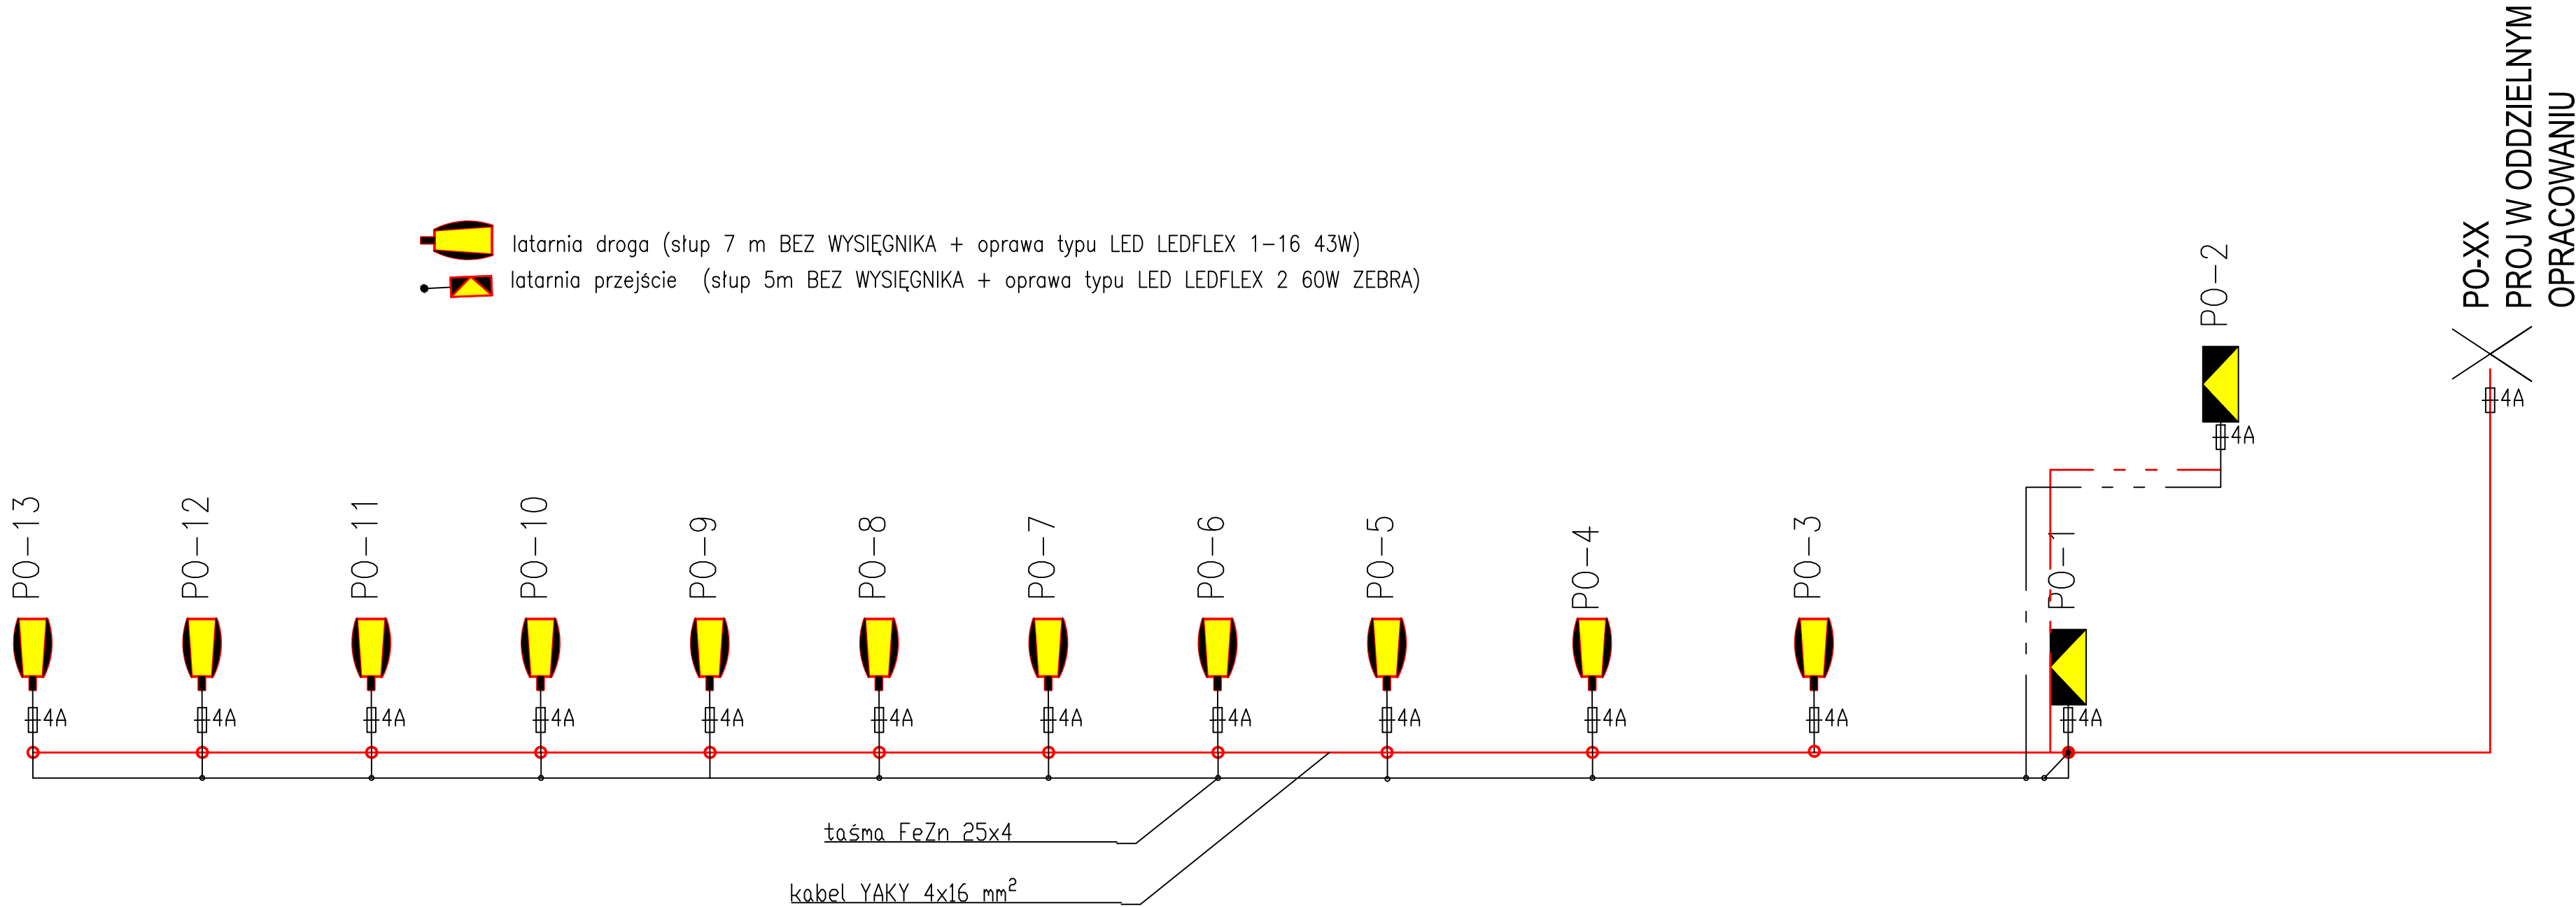 latarnia droga (słup 7 m BEZ WYSIĘGNIKA + oprawa typu LED LEDFLEX 1-16 43W)
latarnia przejście (słup 5m BEZ WYSIĘGNIKA + oprawa typu LED LEDFLEX 2 60W ZEBRA)
PO-XX
PROJ W ODDZIELNYM
OPRACOWANIU
4A
PO-2
4A
PO-13
PO-12
PO-11
PO-10
PO-9
PO-8
PO-7
PO-6
PO-5
PO-4
PO-3
PO-1
4A
4A
4A
4A
4A
4A
4A
4A
4A
4A
4A
4A
taśma FeZn 25x4
kabel YAKY 4x16 mm²